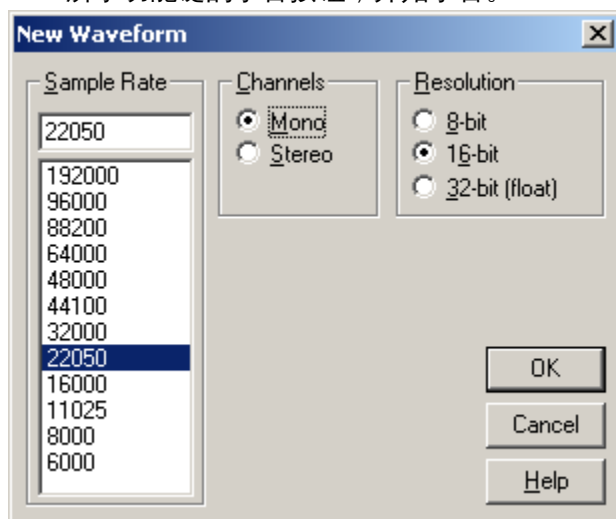 New Waveform
Sample Rate
22050
192000
96000
88200
64000
48000
44100
32000
22050
16000
11025
8000
6000
Channels
Mono
Stereo
Resolution
8-bit
16-bit
32-bit (float)
OK
Cancel
Help